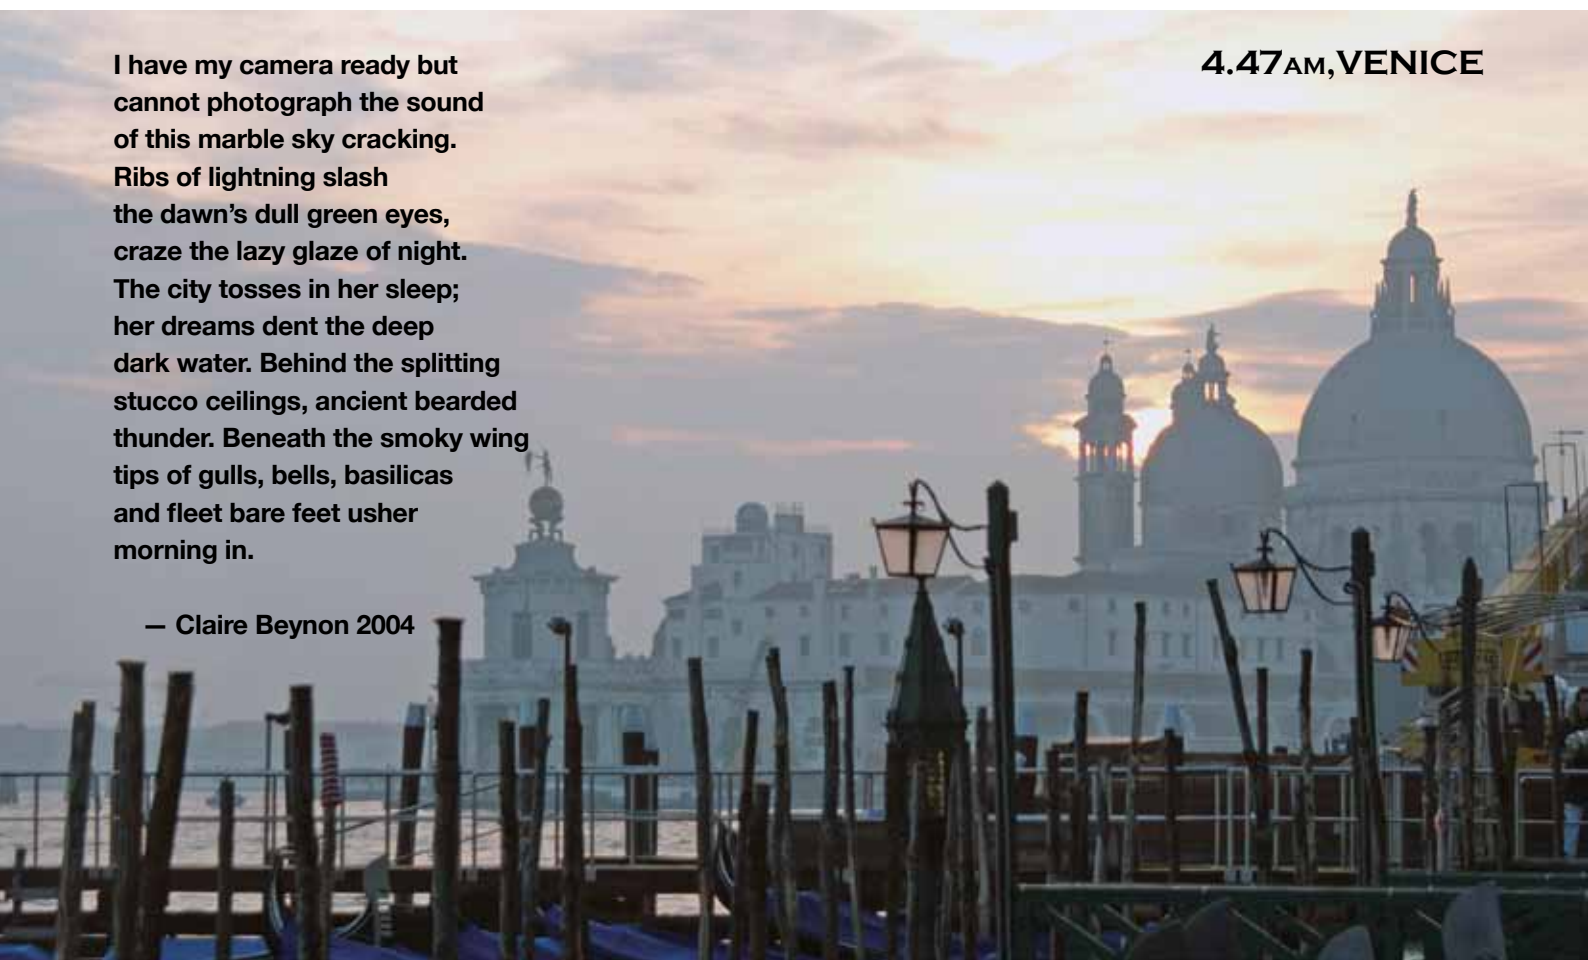 4.47AM, VENICE
I have my camera ready but
cannot photograph the sound
of this marble sky cracking.
Ribs of lightning slash
the dawn’s dull green eyes,
craze the lazy glaze of night.
The city tosses in her sleep;
her dreams dent the deep
dark water. Behind the splitting
stucco ceilings, ancient bearded
thunder. Beneath the smoky wing
tips of gulls, bells, basilicas
and fleet bare feet usher
morning in.
— Claire Beynon 2004